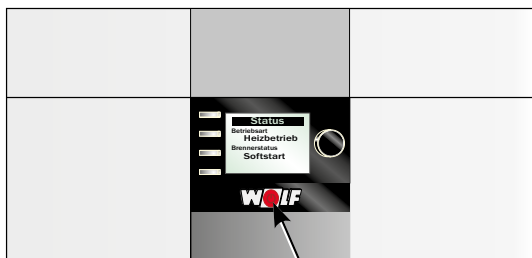 Status
Betriebsart
Heizbetrieb
Brennerstatus
Softstart
WOLF